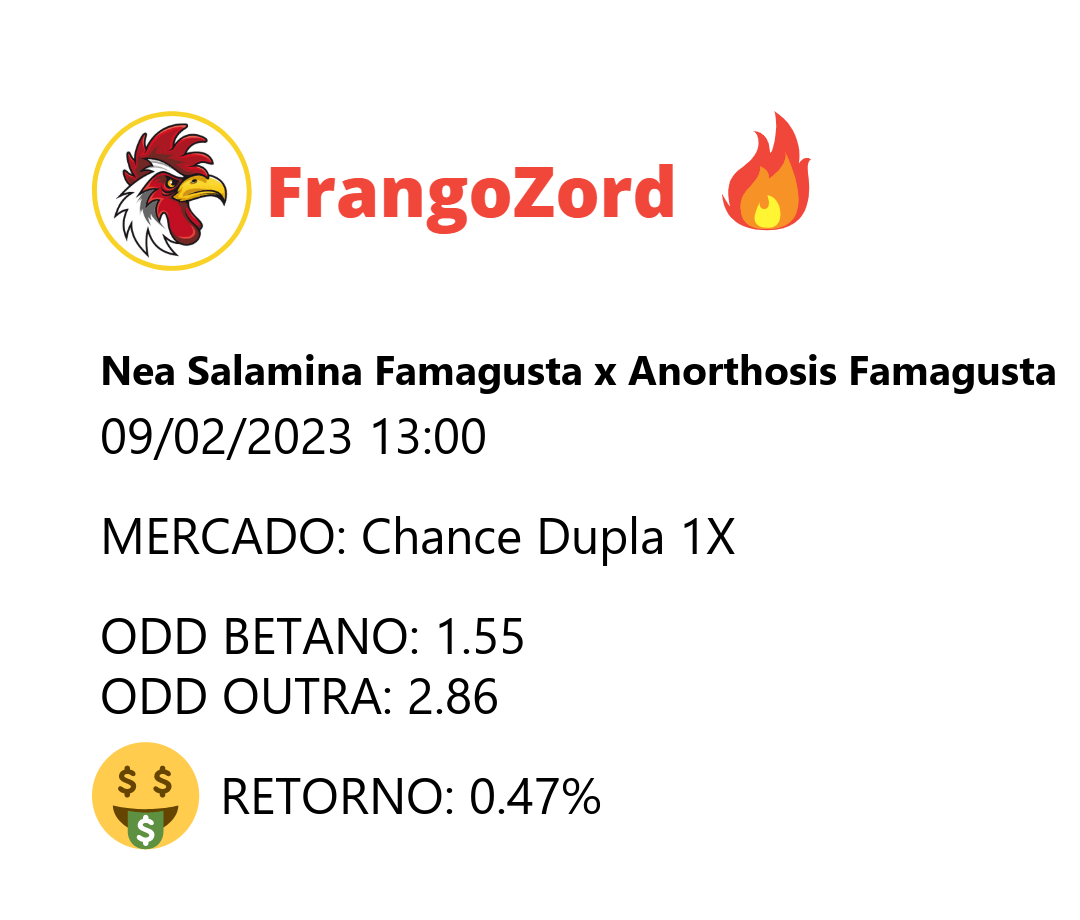 FrangoZord
Nea Salamina Famagusta x Anorthosis Famagusta
09/02/2023 13:00
MERCADO: Chance Dupla 1X
ODD BETANO: 1.55
ODD OUTRA: 2.86
RETORNO: 0.47%